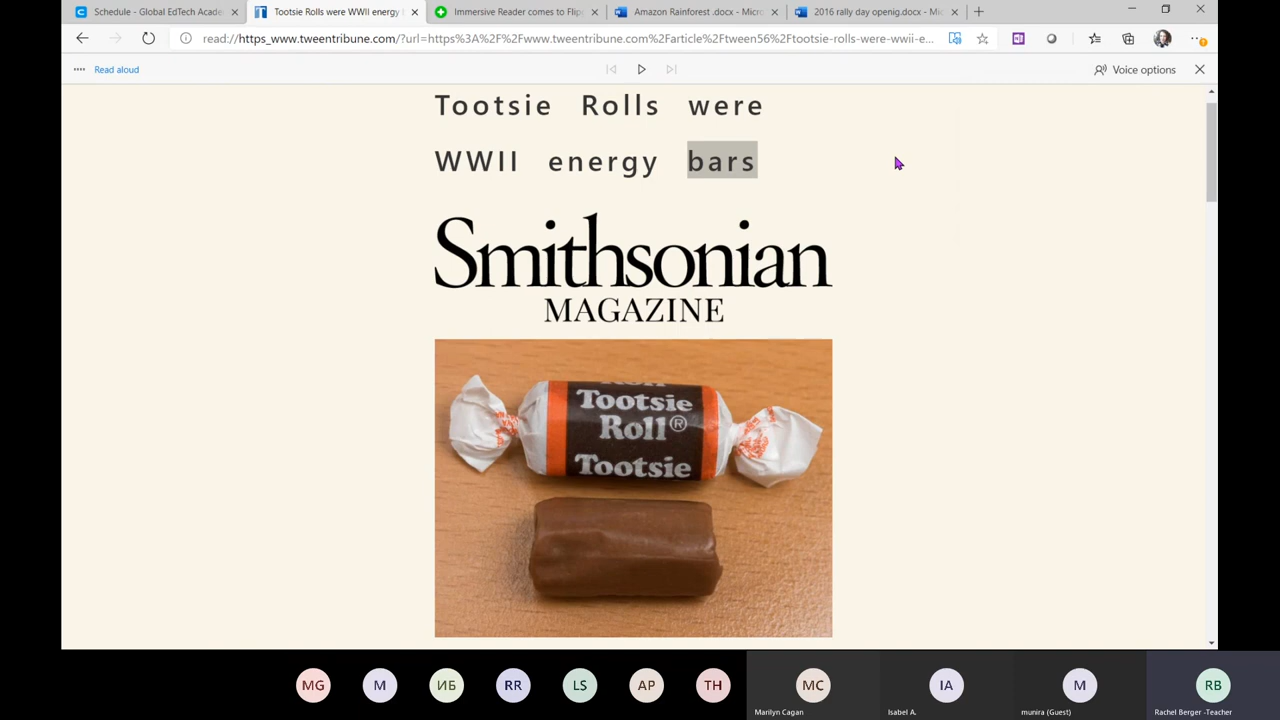 Schedule - Global EdTech Acade
Tootsie Rolls were WWII energy
Immersive Reader comes to Flip
Amazon Rainforest .docx - Micro
2016 rally day openig.docx - Mic
read://https_www.tweentribune.com/?url=https%3A%2F%2Fwww.tweentribune.com%2Farticle%2Ftween56%2Ftootsie-rolls-were-wwii-e...
Read aloud
Voice options
Tootsie Rolls were
WWII energy bars
Smithsonian
MAGAZINE
Tootsie
Roll®
Tootsie
MG
M
ИБ
RR
LS
AP
TH
MC
IA
M
RB
Marilyn Cagan
Isabel A.
munira (Guest)
Rachel Berger -Teacher